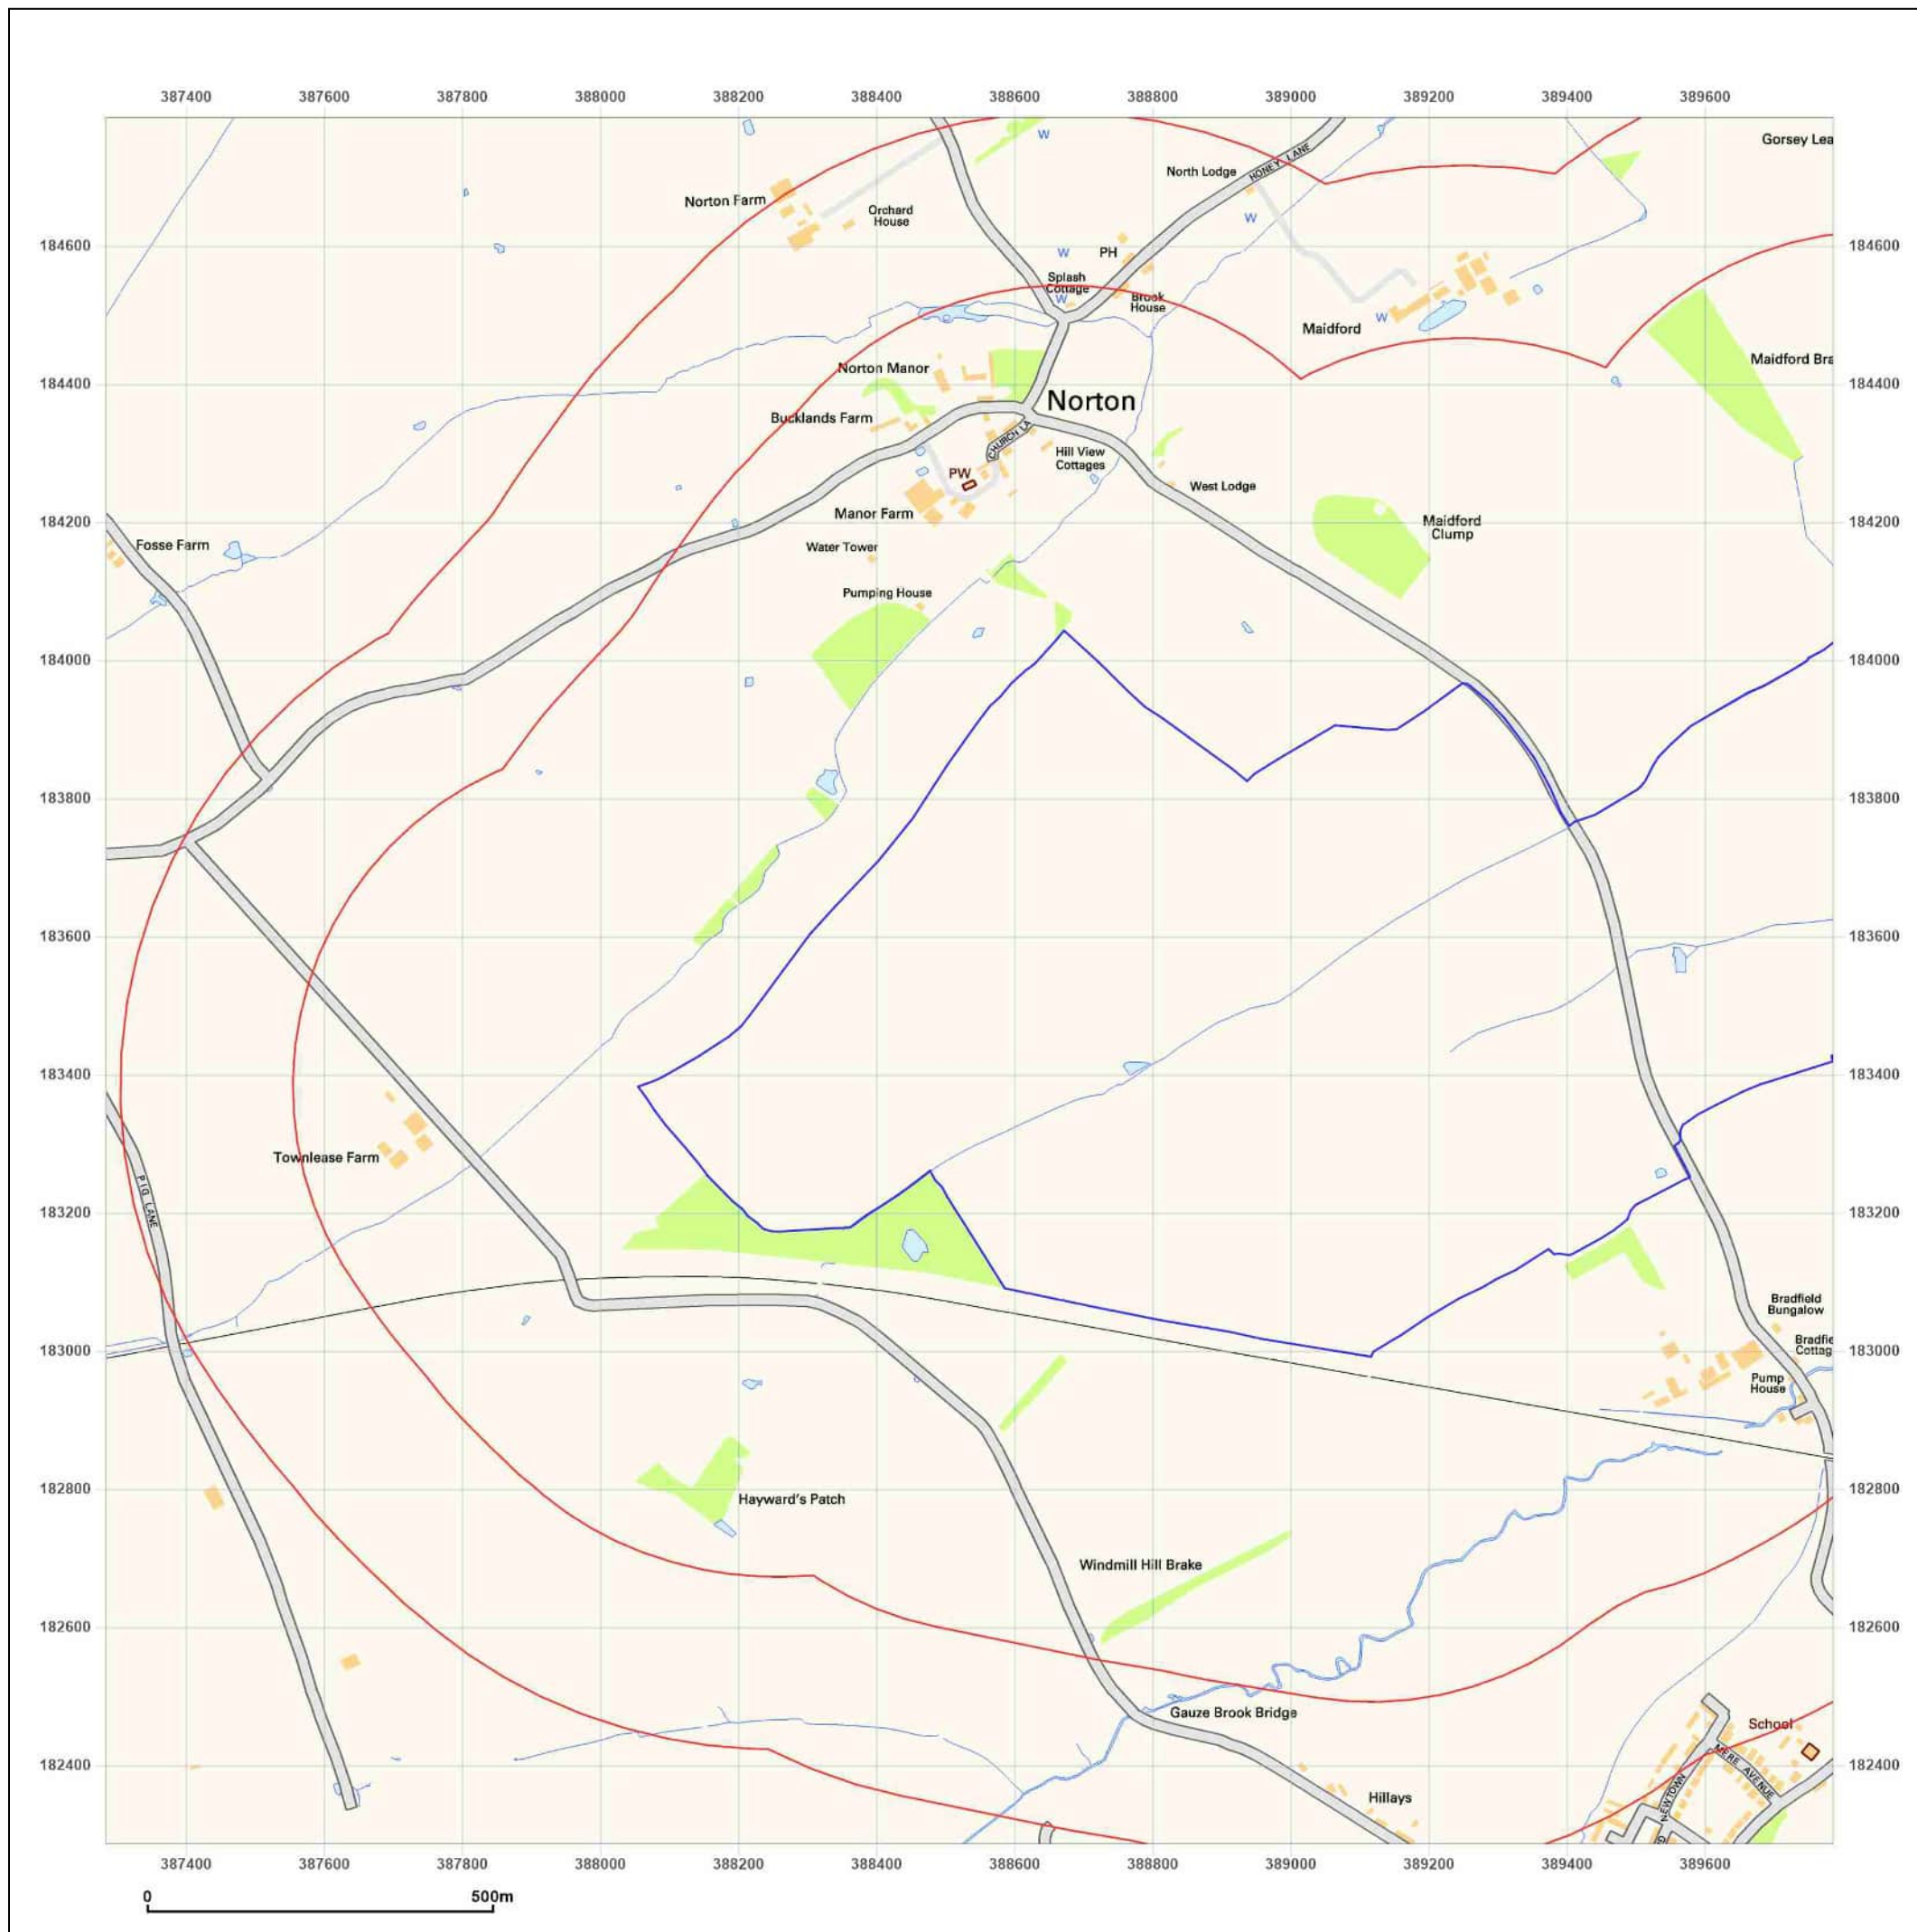 387400 387600 387800 388000 388200 388400 388600 388800 389000 389200 389400 389600
W
Gorsey Lea
HONEY LANE
North Lodge
Norton Farm
Orchard
House
W
184600
W
PH
184600
Splash
Cottage
W
Brook
House
W
Maidford
Maidford Bra
Norton Manor
184400
184400
Norton
Bucklands Farm
CHURCH LA
Hill View
Cottages
PW
West Lodge
Manor Farm
184200
Maidford
Clump
184200
Fosse Farm
Water Tower
Pumping House
184000
184000
183800
183800
183600
183600
183400
183400
Townlease Farm
PIG LANE
183200
183200
Bradfield
Bungalow
Bradfie
Cottag
183000
183000
Pump
House
182800
Hayward's Patch
182800
Windmill Hill Brake
182600
182600
Gauze Brook Bridge
School
MERE AVENUE
182400
182400
NEWTOWN
Hillays
387400 387600 387800 388000 388200 388400 388600 388800 389000 389200 389400 389600
0 500m